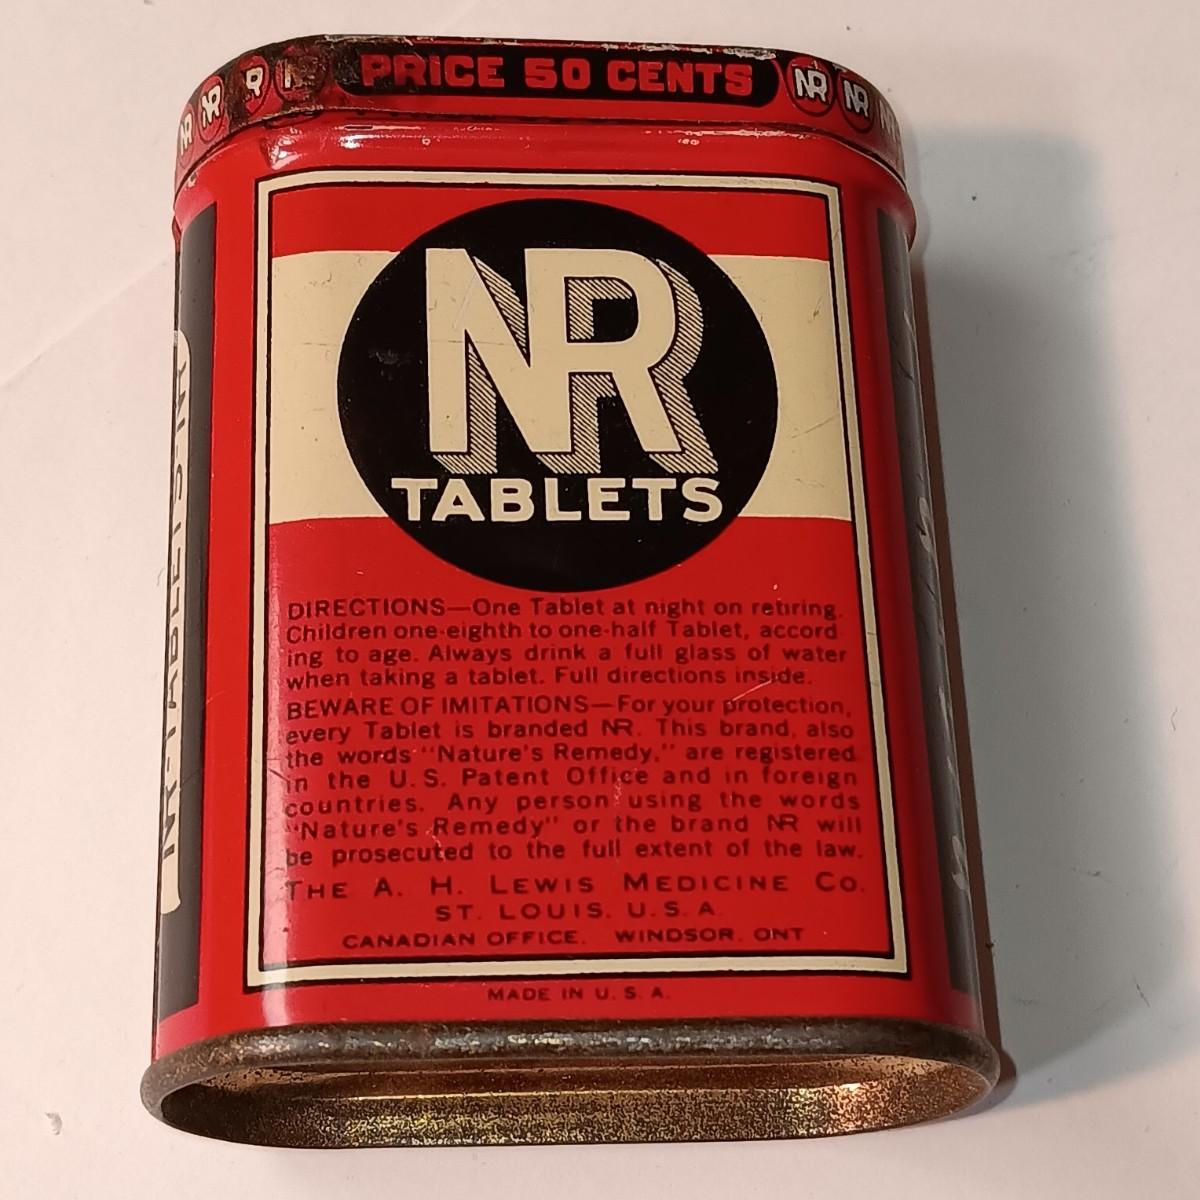 NR NR NR PRICE 50 CENTS NR NR
NR
TABLETS
DIRECTIONS—One Tablet at night on retiring.
Children one-eighth to one-half Tablet, accord
ing to age. Always drink a full glass of water
when taking a tablet. Full directions inside.
BEWARE OF IMITATIONS—For your protection,
every Tablet is branded NR. This brand, also
the words "Nature's Remedy," are registered
in the U.S. Patent Office and in foreign
countries. Any person using the words
"Nature's Remedy" or the brand NR will
be prosecuted to the full extent of the law.
THE A. H. LEWIS MEDICINE CO.
ST. LOUIS, U.S.A.
CANADIAN OFFICE, WINDSOR, ONT
MADE IN U.S.A.
NR-TABLETS-NR